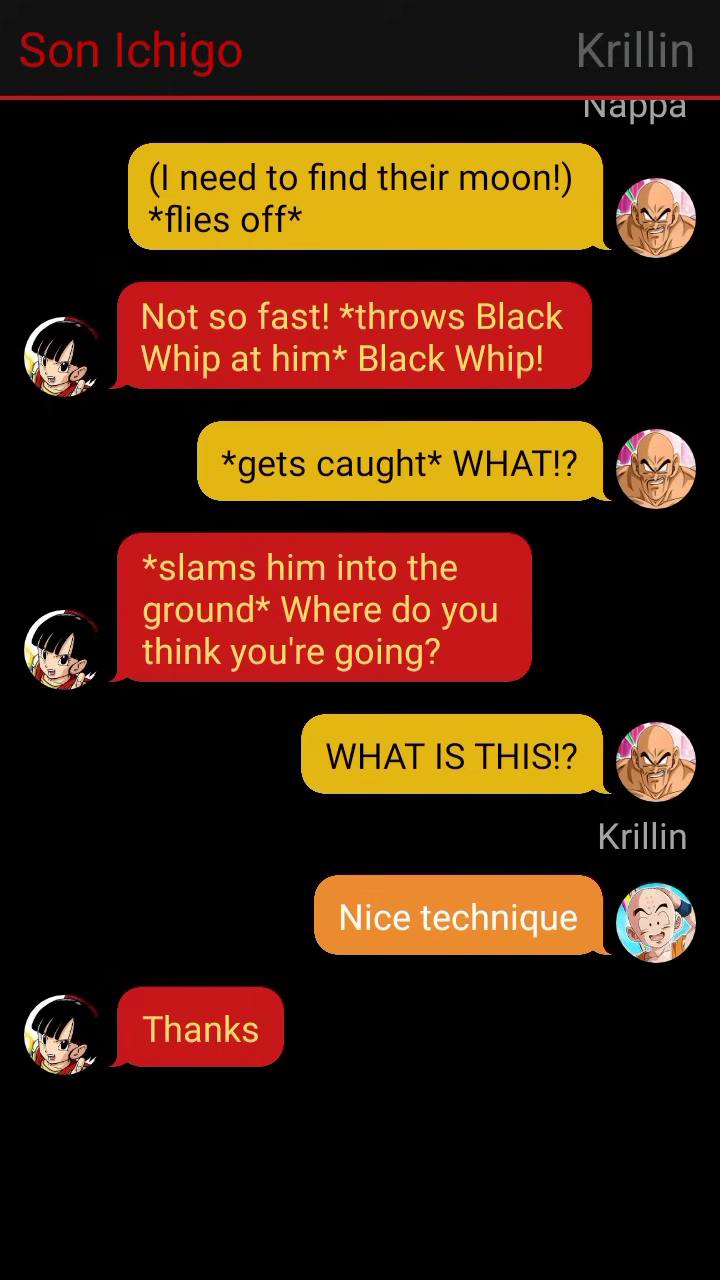 Son Ichigo
Krillin
Nappa
(I need to find their moon!)
*flies off*
Not so fast! *throws Black
Whip at him* Black Whip!
*gets caught* WHAT!?
*slams him into the
ground* Where do you
think you're going?
WHAT IS THIS!?
Krillin
Nice technique
Thanks